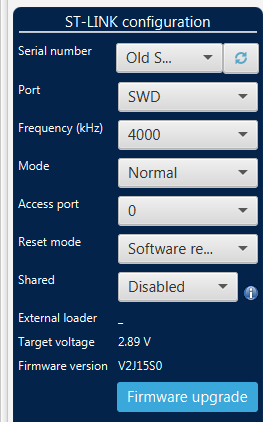 ST-LINK configuration
Serial number Old S...
Port SWD
Frequency (kHz) 4000
Mode Normal
Access port 0
Reset mode Software re...
Shared Disabled
External loader _
Target voltage 2.89 V
Firmware version V2J15S0
Firmware upgrade